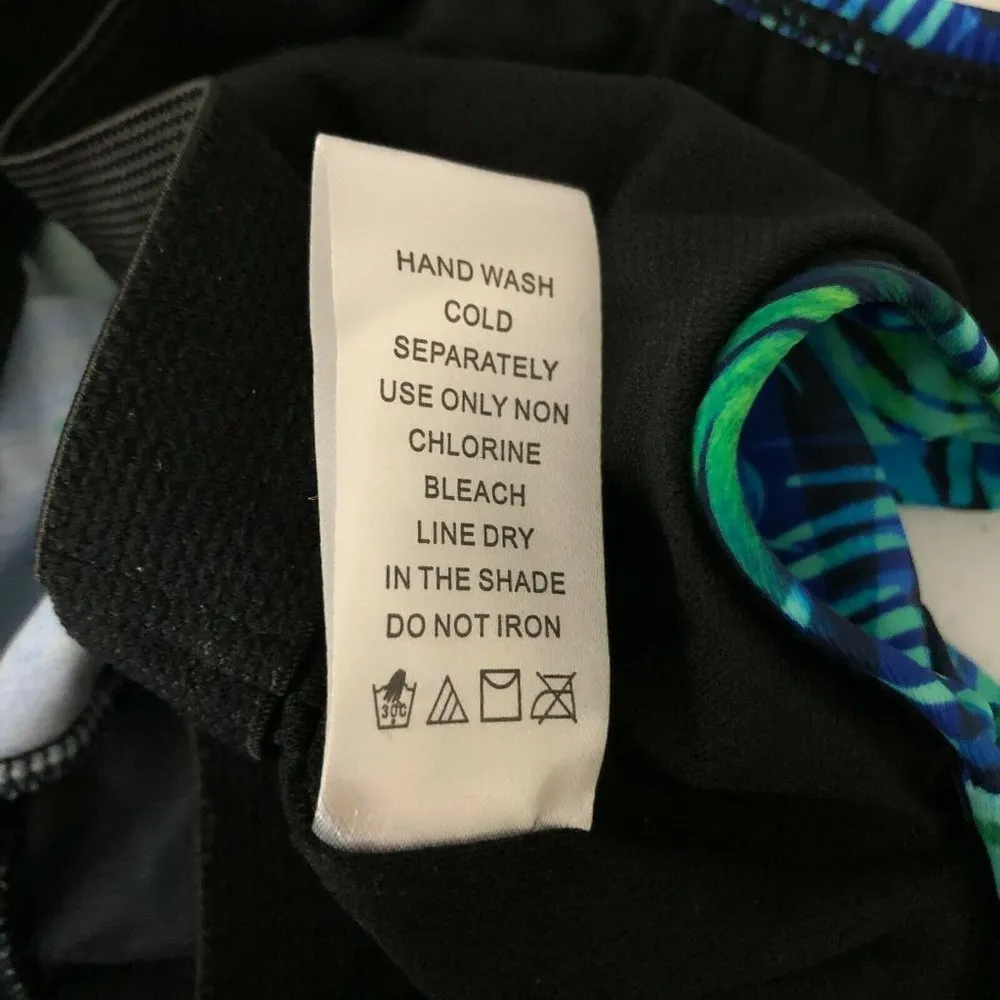 HAND WASH
COLD
SEPARATELY
USE ONLY NON
CHLORINE
BLEACH
LINE DRY
IN THE SHADE
DO NOT IRON
30C